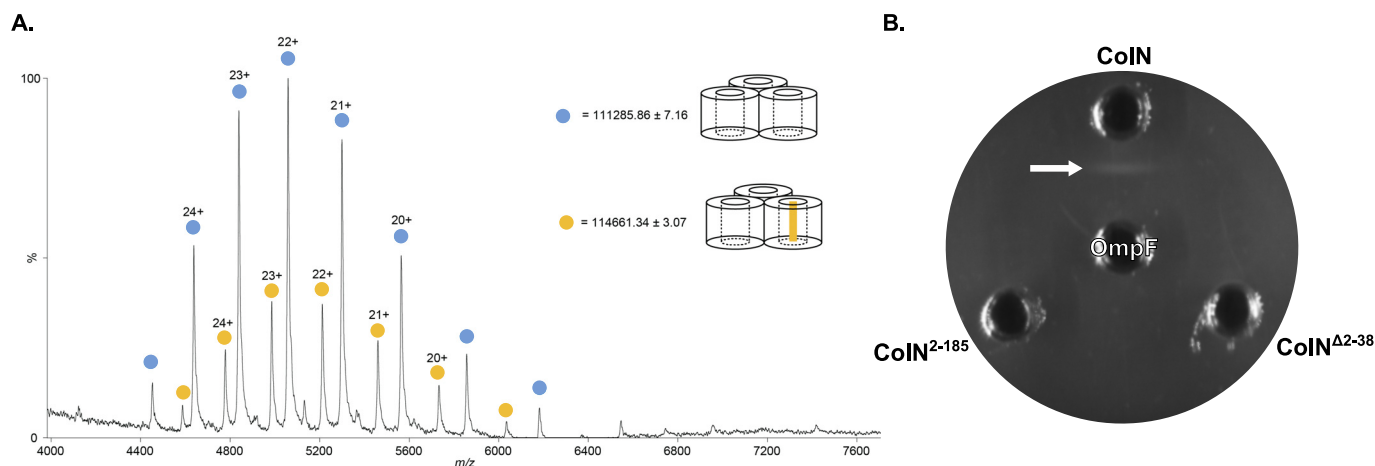 A.
B.
100
%
0
24+
23+
22+
21+
20+
24+
23+
22+
21+
20+
4000
4400
4800
5200
5600
6000
6400
6800
7200
7600
m/z
= 111285.86 ± 7.16
= 114661.34 ± 3.07
ColN
OmpF
ColN2-185
ColNΔ2-38